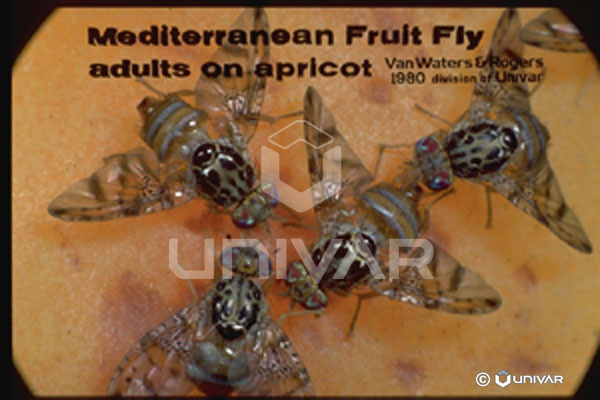 Mediterranean Fruit Fly
adults on apricot
Van Waters & Rogers
1980 division of Univar
UNIVAR
© UNIVAR